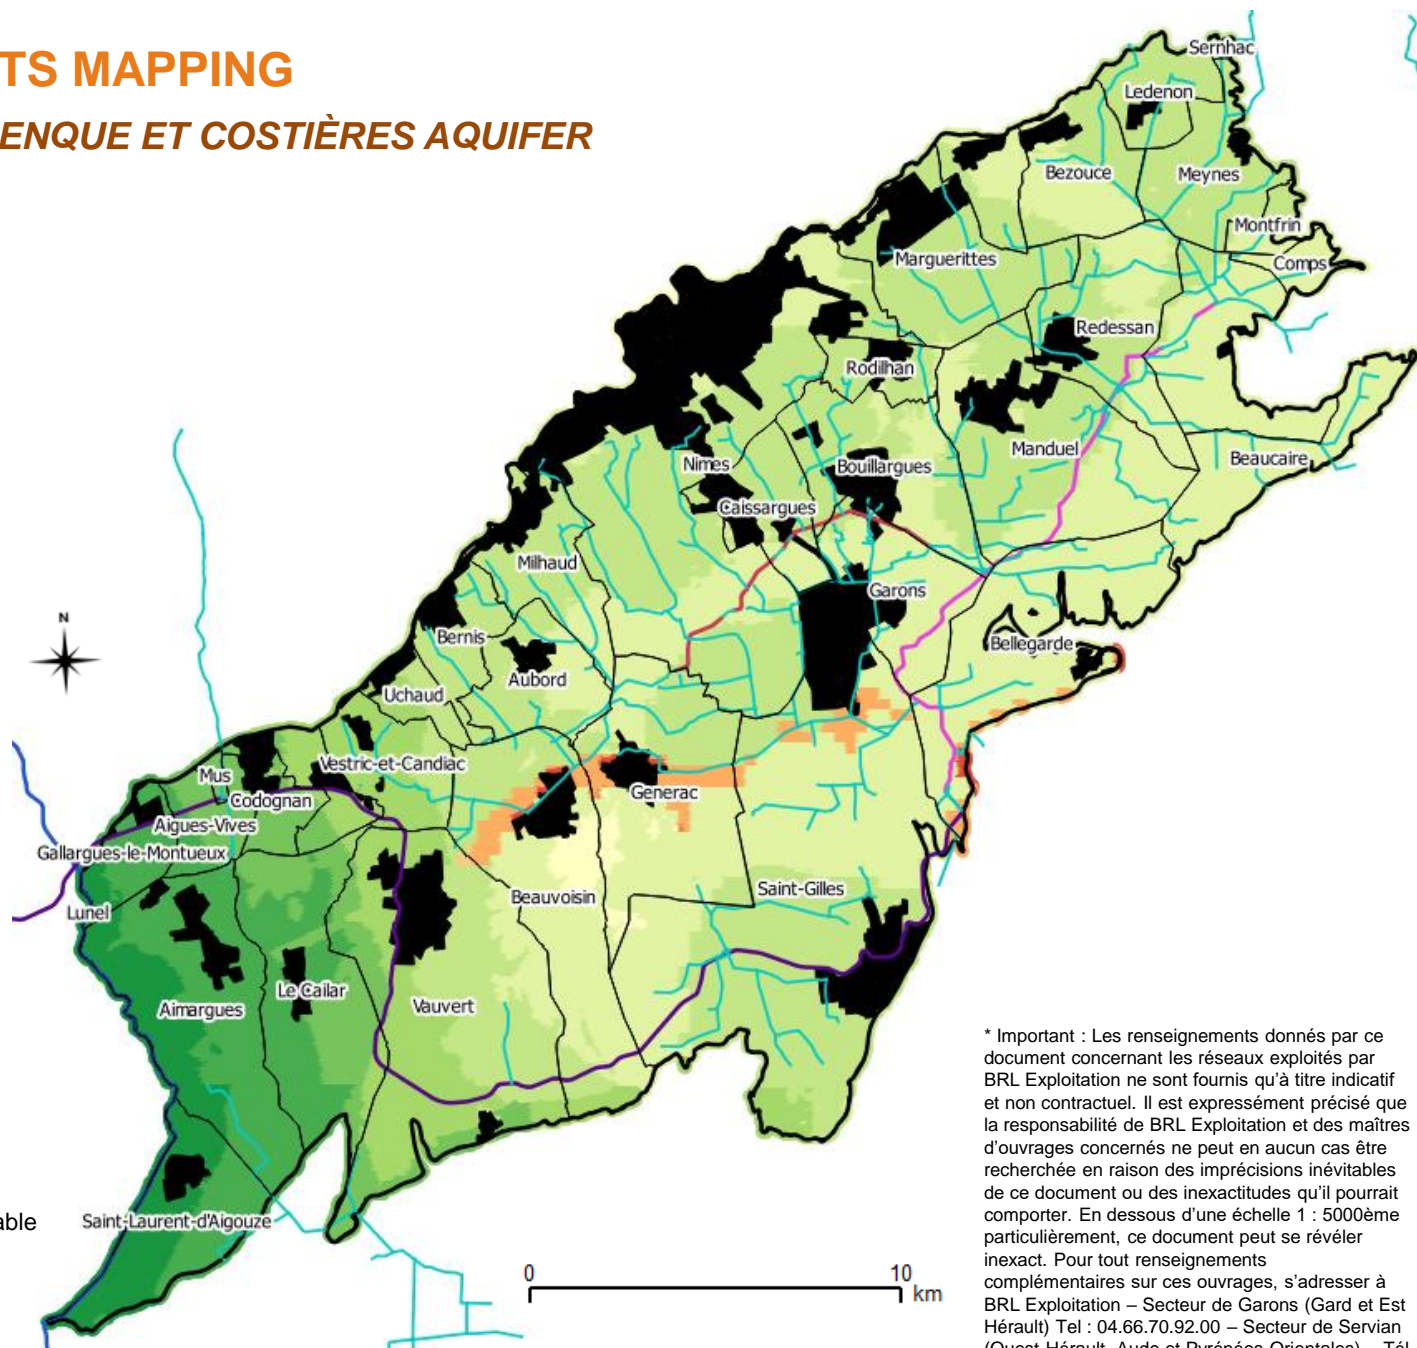 TS MAPPING
ENQUE ET COSTIÈRES AQUIFER
Sernhac
Ledenon
Bezouce
Meynes
Montfrin
Marguerittes
Comps
Redessan
Rodilhan
Manduel
Beaucaire
Nimes
Bouillargues
Caissargues
Milhaud
Garons
N
Bernis
Bellegarde
Aubord
Uchaud
Vestric-et-Candiac
Mus
Codognan
Generac
Aigues-Vives
Gallargues-le-Montueux
Beauvoisin
Saint-Gilles
Lunel
Le Cailar
Aimargues
Vauvert
able
Saint-Laurent-d'Aigouze
0 10
km
* Important : Les renseignements donnés par ce
document concernant les réseaux exploités par
BRL Exploitation ne sont fournis qu'à titre indicatif
et non contractuel. Il est expressément précisé que
la responsabilité de BRL Exploitation et des maîtres
d'ouvrages concernés ne peut en aucun cas être
recherchée en raison des imprécisions inévitables
de ce document ou des inexactitudes qu'il pourrait
comporter. En dessous d'une échelle 1 : 5000ème
particulièrement, ce document peut se révéler
inexact. Pour tout renseignements
complémentaires sur ces ouvrages, s'adresser à
BRL Exploitation – Secteur de Garons (Gard et Est
Hérault) Tel : 04.66.70.92.00 – Secteur de Servian
(Ouest Hérault, Aude et Pyrénées Orientales) – Tél